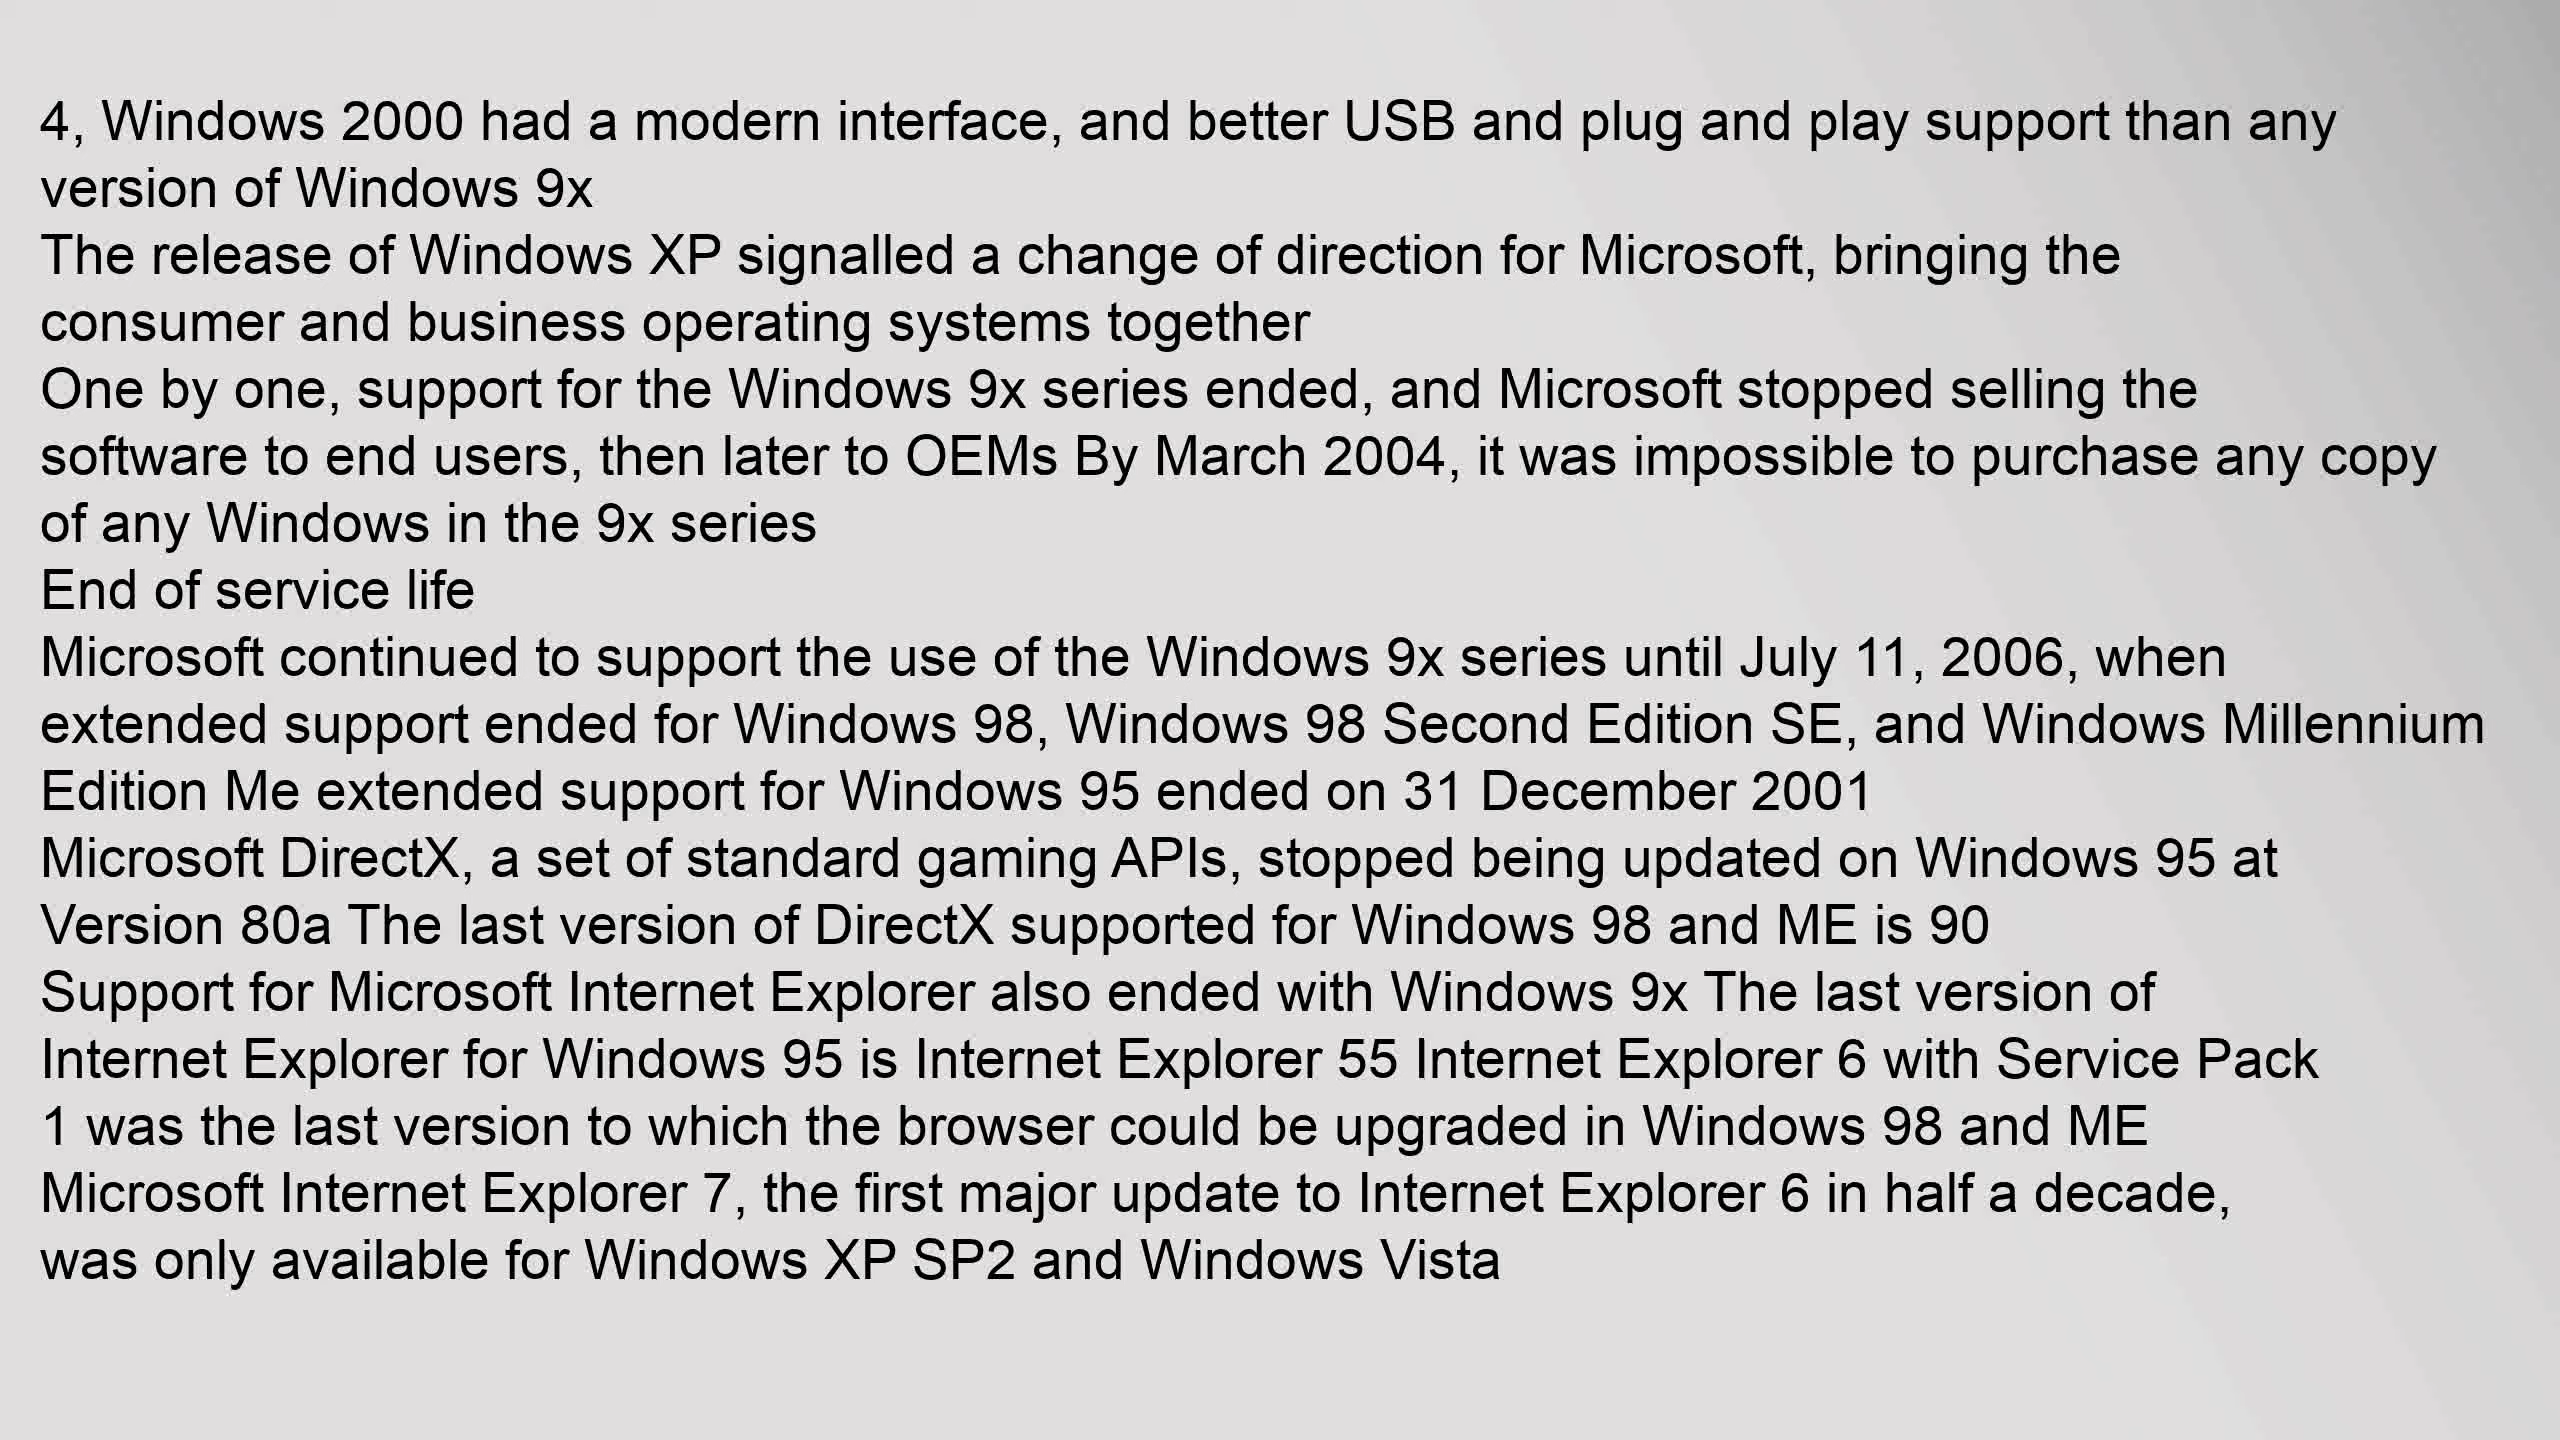 4, Windows 2000 had a modern interface, and better USB and plug and play support than any
version of Windows 9x
The release of Windows XP signalled a change of direction for Microsoft, bringing the
consumer and business operating systems together
One by one, support for the Windows 9x series ended, and Microsoft stopped selling the
software to end users, then later to OEMs By March 2004, it was impossible to purchase any copy
of any Windows in the 9x series
End of service life
Microsoft continued to support the use of the Windows 9x series until July 11, 2006, when
extended support ended for Windows 98, Windows 98 Second Edition SE, and Windows Millennium
Edition Me extended support for Windows 95 ended on 31 December 2001
Microsoft DirectX, a set of standard gaming APIs, stopped being updated on Windows 95 at
Version 80a The last version of DirectX supported for Windows 98 and ME is 90
Support for Microsoft Internet Explorer also ended with Windows 9x The last version of
Internet Explorer for Windows 95 is Internet Explorer 55 Internet Explorer 6 with Service Pack
1 was the last version to which the browser could be upgraded in Windows 98 and ME
Microsoft Internet Explorer 7, the first major update to Internet Explorer 6 in half a decade,
was only available for Windows XP SP2 and Windows Vista